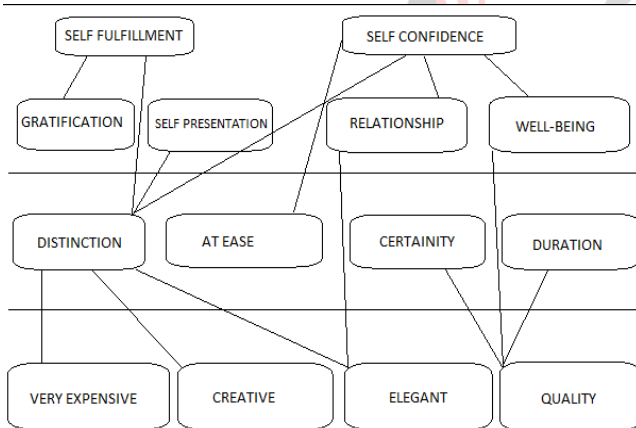 SELF FULFILLMENT
SELF CONFIDENCE
GRATIFICATION
SELF PRESENTATION
RELATIONSHIP
WELL-BEING
DISTINCTION
AT EASE
CERTAINITY
DURATION
VERY EXPENSIVE
CREATIVE
ELEGANT
QUALITY